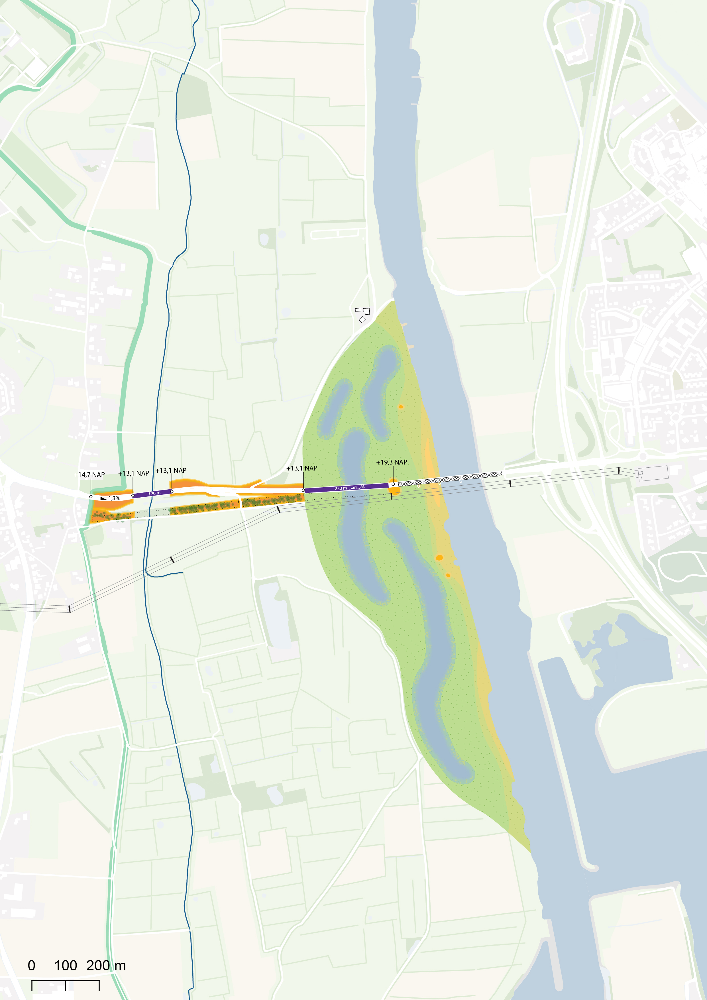 +14,7 NAP
+13,1 NAP
+13,1 NAP
+13,1 NAP
+19,3 NAP
1,3%
120 m
250 m 2,5%
0 100 200 m